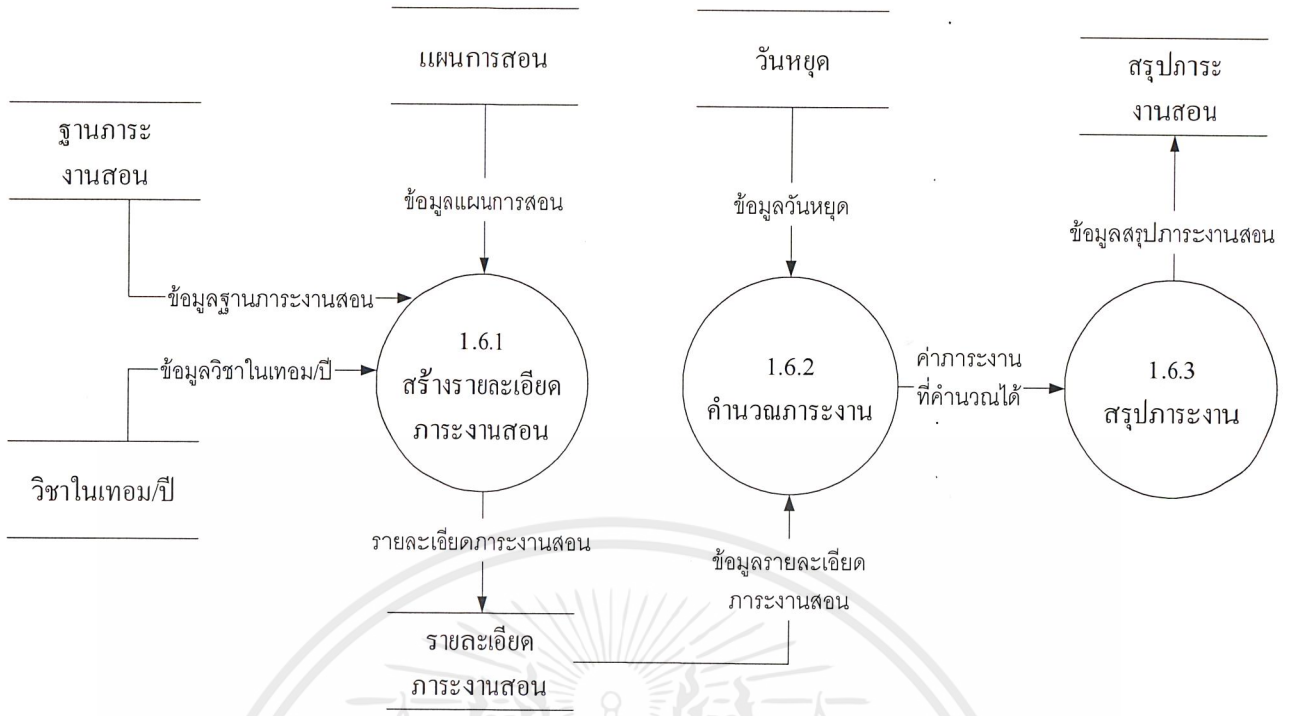 แผนการสอน
วันหยุด
สรุปภาระ
งานสอน
ฐานภาระ
งานสอน
ข้อมูลแผนการสอน
ข้อมูลวันหยุด
ข้อมูลสรุปภาระงานสอน
ข้อมูลฐานภาระงานสอน
ข้อมูลวิชาในเทอม/ปี
1.6.1
สร้างรายละเอียด
ภาระงานสอน
1.6.2
คำนวณภาระงาน
ค่าภาระงาน
ที่คำนวณได้
1.6.3
สรุปภาระงาน
วิชาในเทอม/ปี
รายละเอียดภาระงานสอน
ข้อมูลรายละเอียด
ภาระงานสอน
รายละเอียด
ภาระงานสอน